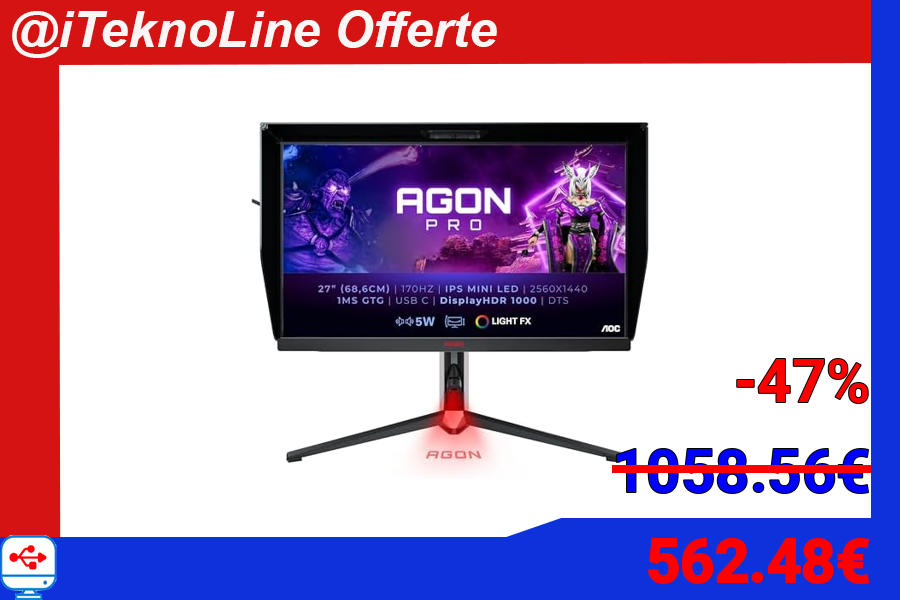 @iTeknoLine Offerte
AGON
PRO
27" (68,6CM) | 170HZ | IPS MINI LED | 2560X1440
1MS GTG | USB C | DisplayHDR 1000 | DTS
5W LIGHT FX
AOC
AGON
-47%
1058.56€
562.48€